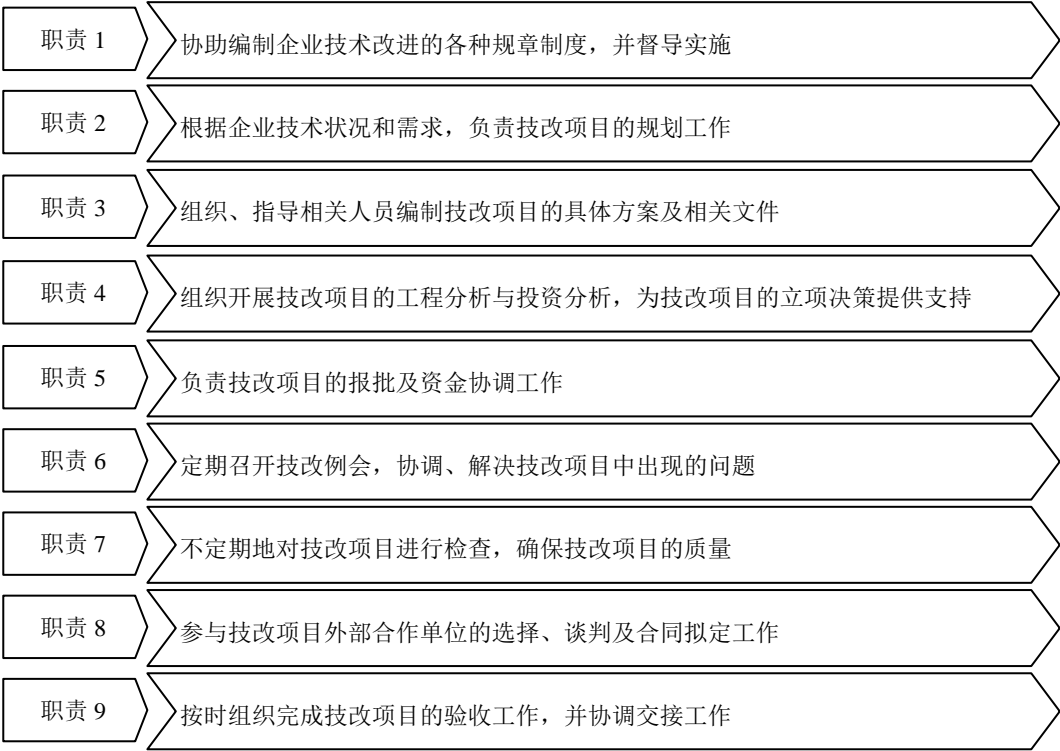 职责 1
协助编制企业技术改进的各种规章制度，并督导实施
职责 2
根据企业技术状况和需求，负责技改项目的规划工作
职责 3
组织、指导相关人员编制技改项目的具体方案及相关文件
职责 4
组织开展技改项目的工程分析与投资分析，为技改项目的立项决策提供支持
职责 5
负责技改项目的报批及资金协调工作
职责 6
定期召开技改例会，协调、解决技改项目中出现的问题
职责 7
不定期地对技改项目进行检查，确保技改项目的质量
职责 8
参与技改项目外部合作单位的选择、谈判及合同拟定工作
职责 9
按时组织完成技改项目的验收工作，并协调交接工作